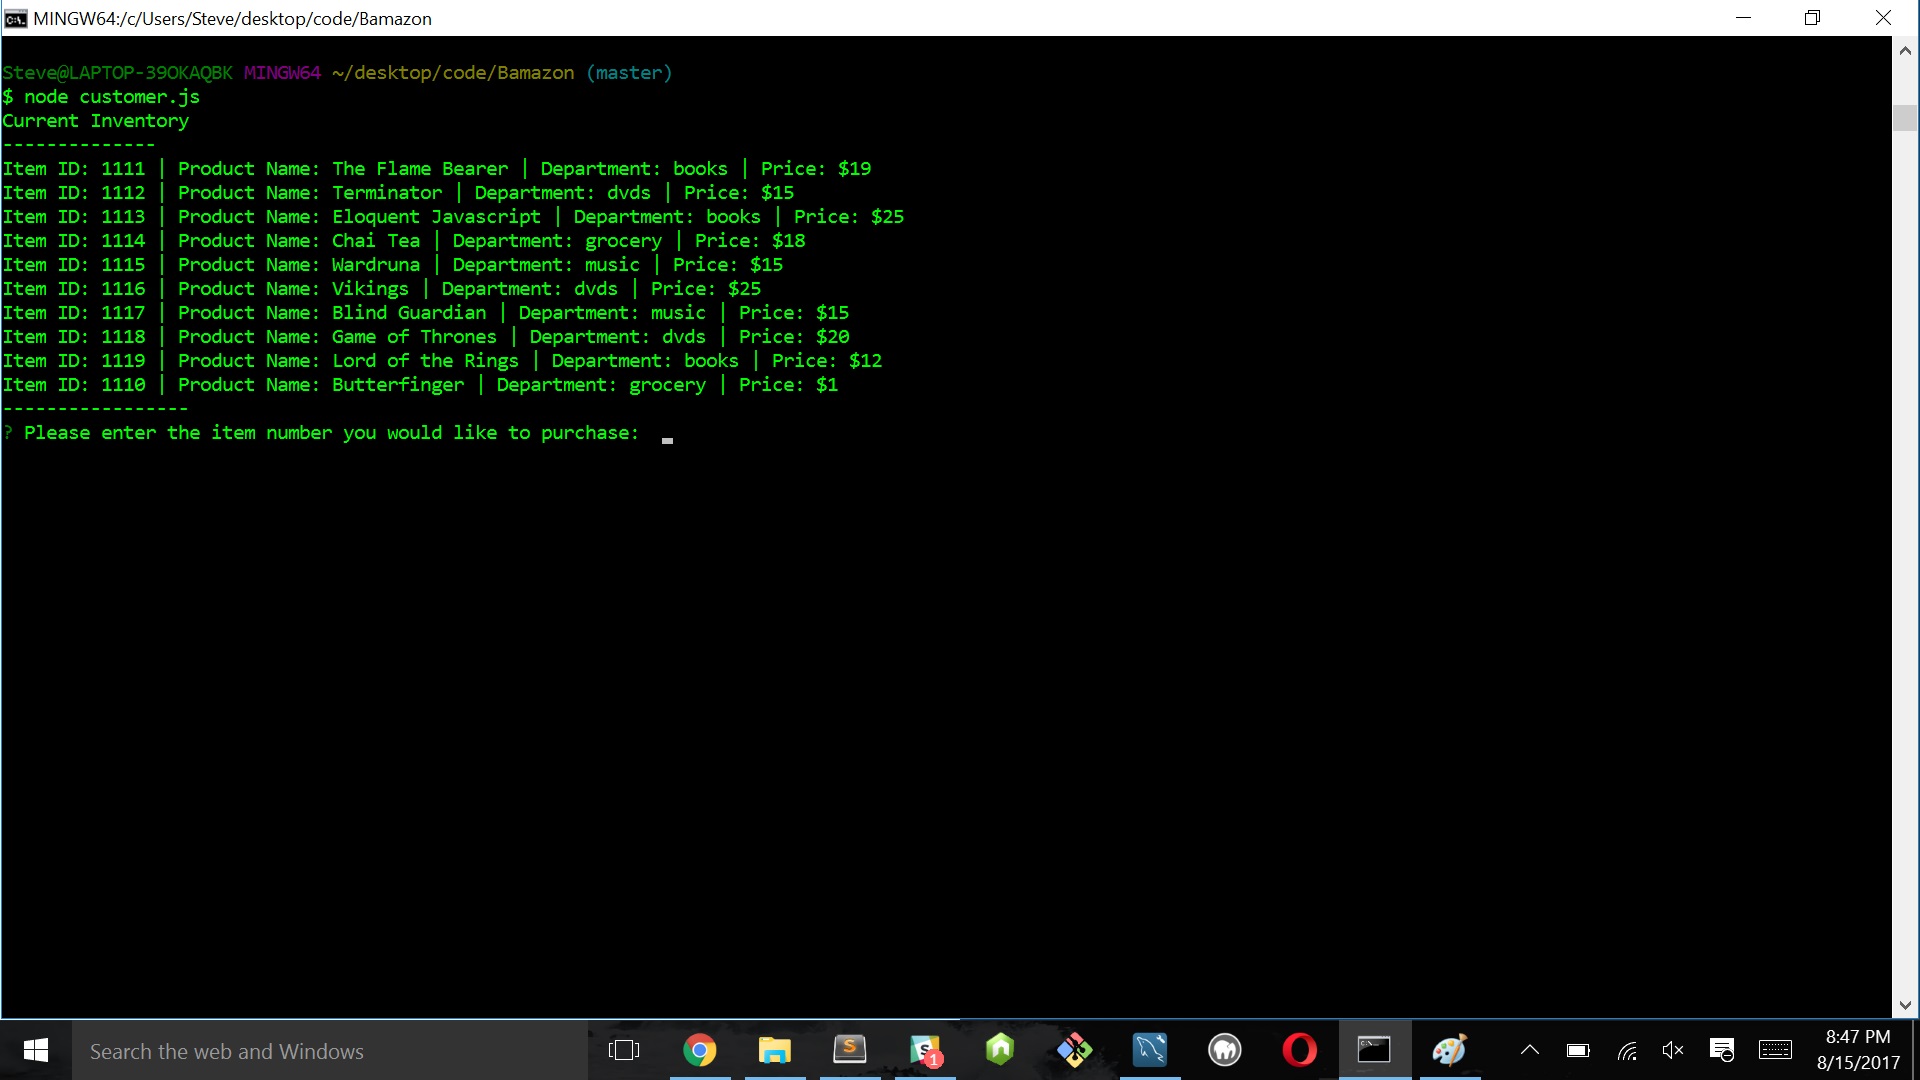 MINGW64:/c/Users/Steve/desktop/code/Bamazon
Steve@LAPTOP-39OKAQBK MINGW64 ~/desktop/code/Bamazon (master)
$ node customer.js
Current Inventory
--------------
Item ID: 1111 | Product Name: The Flame Bearer | Department: books | Price: $19
Item ID: 1112 | Product Name: Terminator | Department: dvds | Price: $15
Item ID: 1113 | Product Name: Eloquent Javascript | Department: books | Price: $25
Item ID: 1114 | Product Name: Chai Tea | Department: grocery | Price: $18
Item ID: 1115 | Product Name: Wardruna | Department: music | Price: $15
Item ID: 1116 | Product Name: Vikings | Department: dvds | Price: $25
Item ID: 1117 | Product Name: Blind Guardian | Department: music | Price: $15
Item ID: 1118 | Product Name: Game of Thrones | Department: dvds | Price: $20
Item ID: 1119 | Product Name: Lord of the Rings | Department: books | Price: $12
Item ID: 1110 | Product Name: Butterfinger | Department: grocery | Price: $1
-----------------
? Please enter the item number you would like to purchase:
Search the web and Windows
1
8:47 PM
8/15/2017